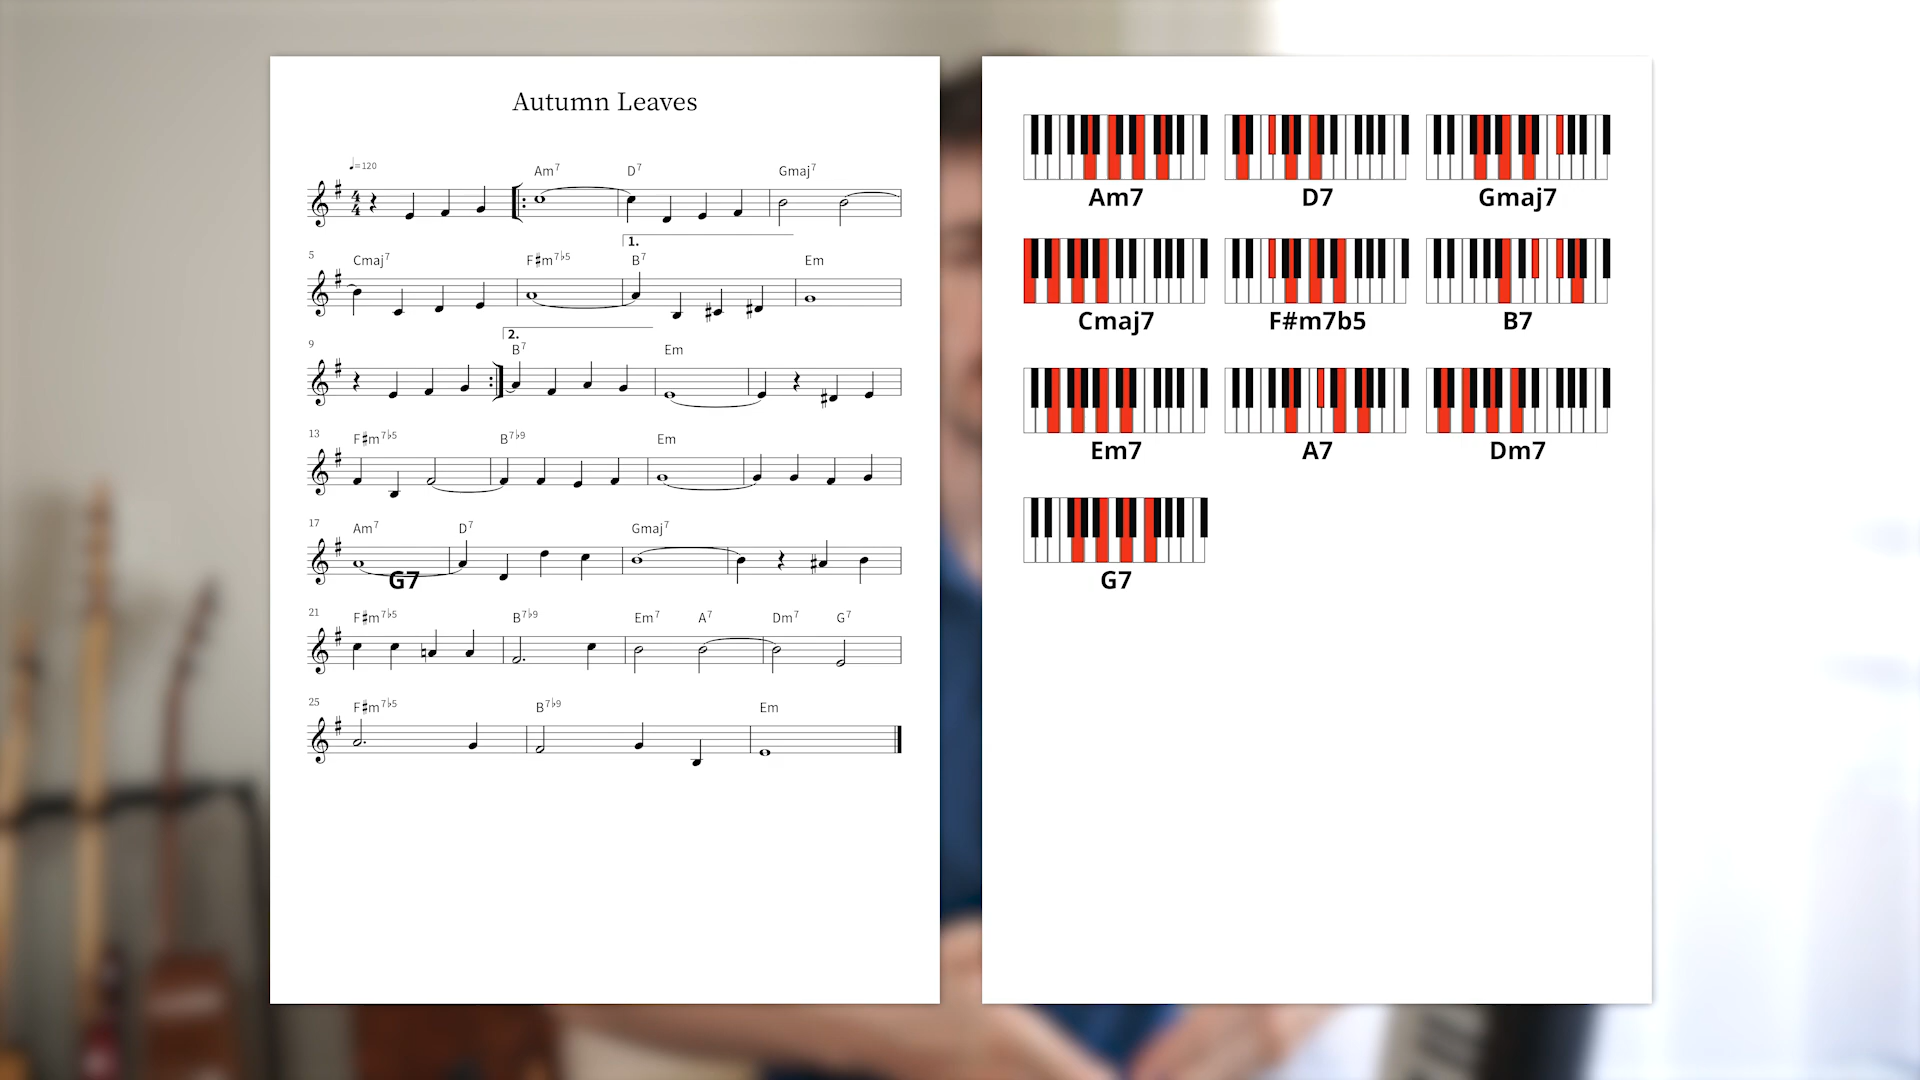 Autumn Leaves
♩=120
Am7 D7 Gmaj7
1.
5 Cmaj7 F♯m7♭5 B7 Em
2.
9 B7 Em
13 F♯m7♭5 B7♭9 Em
17 Am7 D7 Gmaj7
G7
21 F♯m7♭5 B7♭9 Em7 A7 Dm7 G7
25 F♯m7♭5 B7♭9 Em
Am7 D7 Gmaj7
Cmaj7 F#m7b5 B7
Em7 A7 Dm7
G7